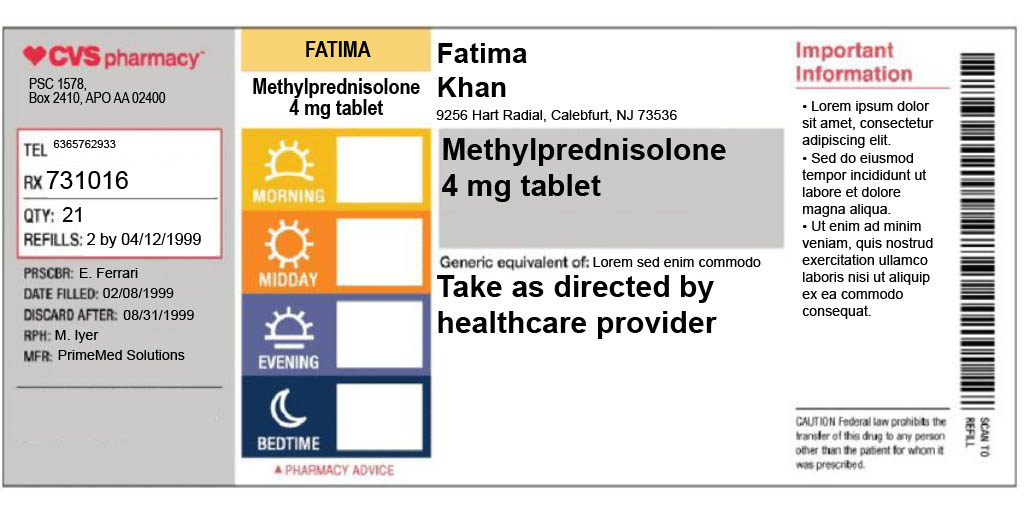 CVS pharmacy
PSC 1578,
Box 2410, APO AA 02400
TEL 6365762933
RX 731016
QTY: 21
REFILLS: 2 by 04/12/1999
PRSCBR: E. Ferrari
DATE FILLED: 02/08/1999
DISCARD AFTER: 08/31/1999
RPH: M. Iyer
MFR: PrimeMed Solutions
FATIMA
Methylprednisolone
4 mg tablet
MORNING
MIDDAY
EVENING
BEDTIME
▲ PHARMACY ADVICE
Fatima
Khan
9256 Hart Radial, Calebfurt, NJ 73536
Methylprednisolone
4 mg tablet
Generic equivalent of: Lorem sed enim commodo
Take as directed by
healthcare provider
Important
Information
• Lorem ipsum dolor
sit amet, consectetur
adipiscing elit.
• Sed do eiusmod
tempor incididunt ut
labore et dolore
magna aliqua.
• Ut enim ad minim
veniam, quis nostrud
exercitation ullamco
laboris nisi ut aliquip
ex ea commodo
consequat.
CAUTION Federal law prohibits the
transfer of this drug to any person
other than the patient for whom it
was prescribed.
SCAN TO
REFILL